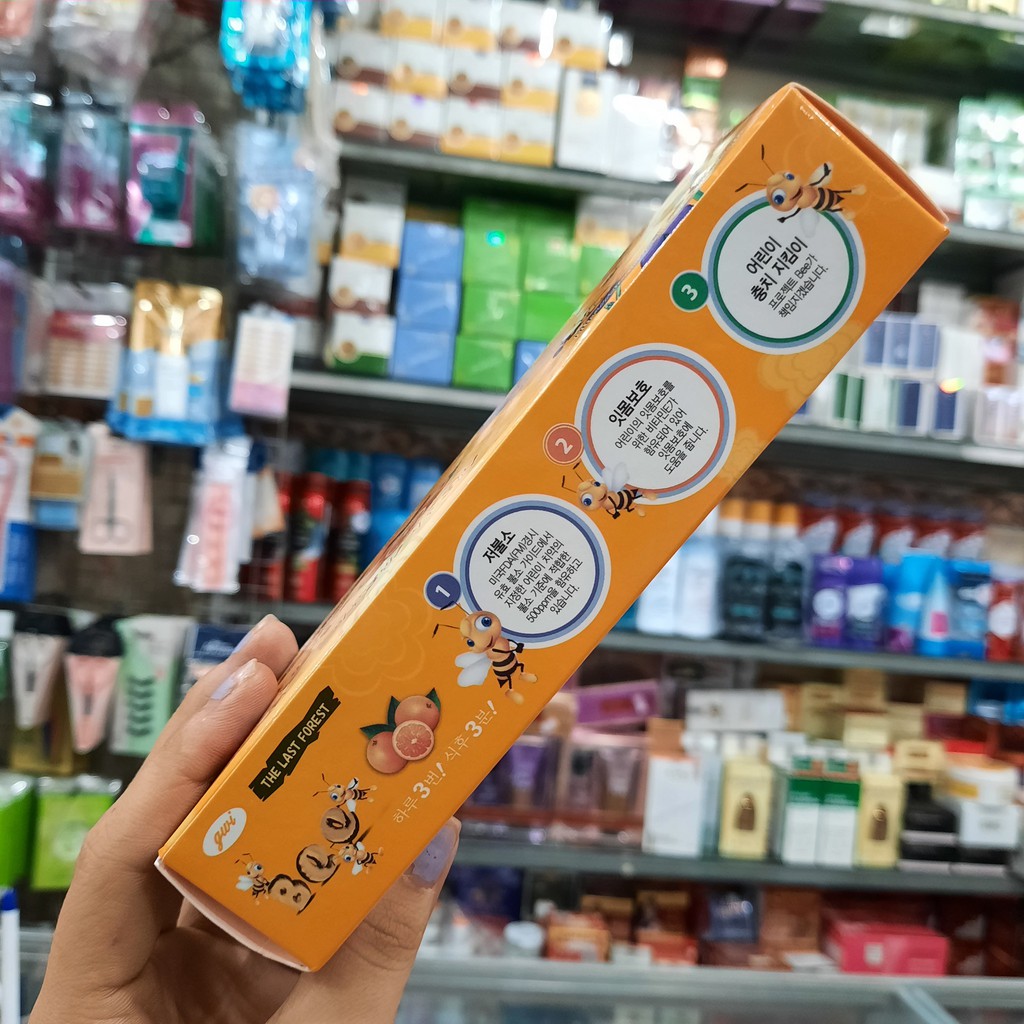 3
어린이
충치 지킴이
프로젝트 Bee가
책임지겠습니다.
2
잇몸보호
어린이의 잇몸보호를
위한 비타민E가
함유되어 있어
잇몸보호에
도움을 줍니다.
1
저불소
미국FDA(FM)경시
유효 불소 가이드에서
지정한 어린이 치약의
불소 기준에 적합한
500ppm을 함유하고
있습니다.
THE LAST FOREST
하루 3번! 식후 3분!
gwi